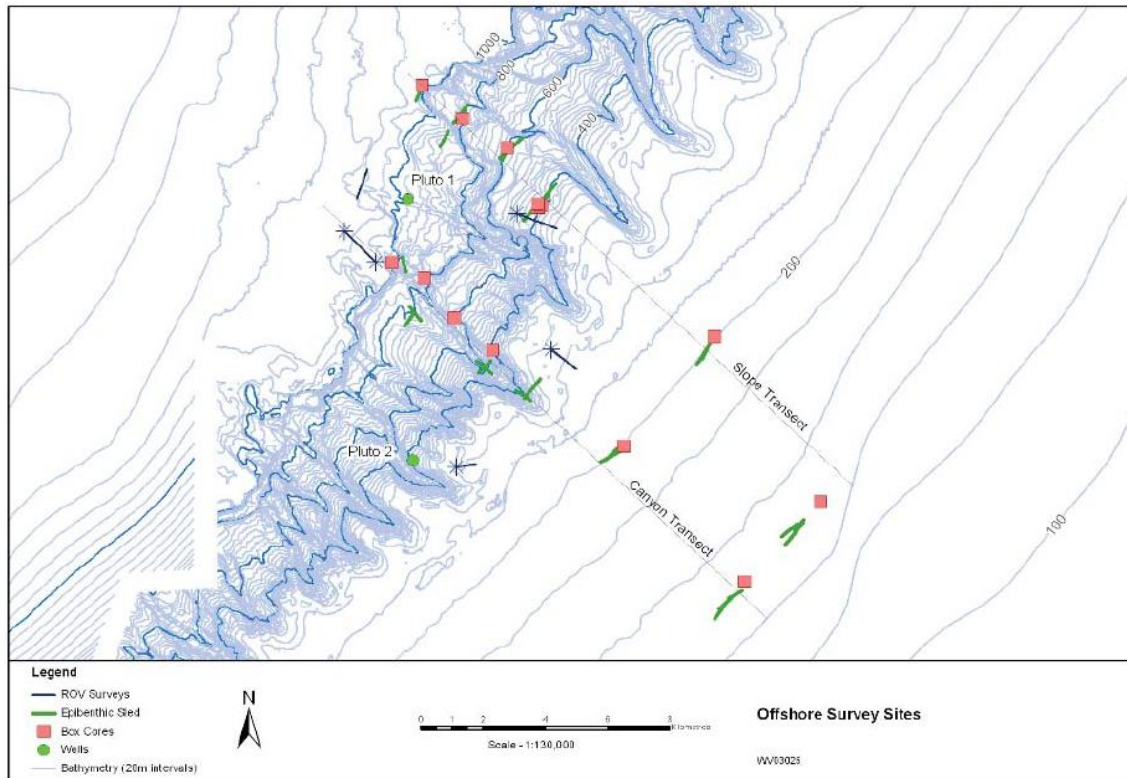 1000
800
600
400
Pluto 1
200
Slope Transect
Pluto 2
Canyon Transect
100
Legend
ROV Surveys
Epibenthic Sled
Box Cores
Wells
Bathymetry (20m intervals)
N
0 1 2 4 6 8
Kilometres
Scale - 1:130,000
Offshore Survey Sites